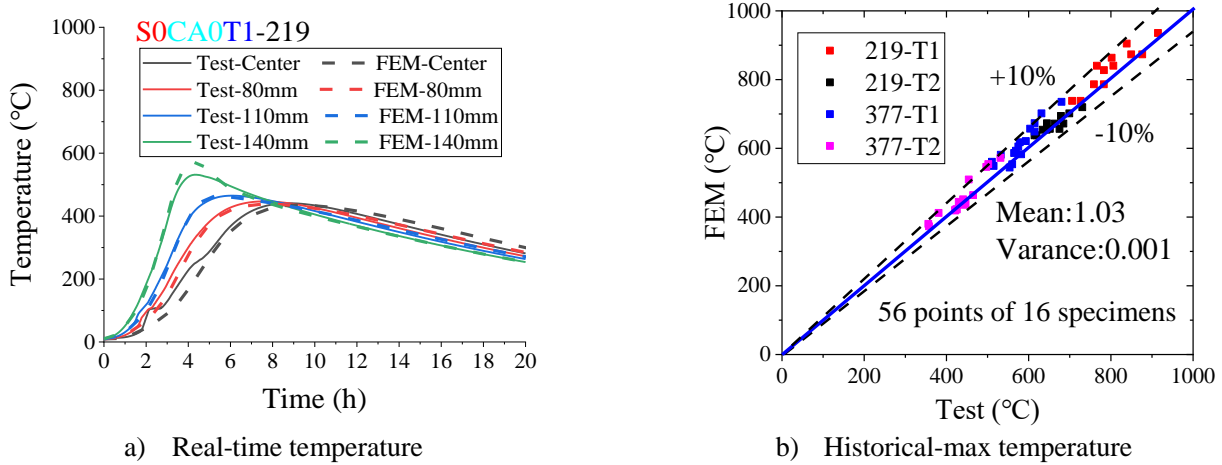 S0CA0T1-219
Test-Center
FEM-Center
Test-80mm
FEM-80mm
Test-110mm
FEM-110mm
Test-140mm
FEM-140mm
Temperature (℃)
1000
800
600
400
200
0
0 2 4 6 8 10 12 14 16 18 20
Time (h)
a) Real-time temperature
219-T1
219-T2
377-T1
377-T2
+10%
-10%
Mean:1.03
Varance:0.001
56 points of 16 specimens
FEM (℃)
1000
800
600
400
200
0
0 200 400 600 800 1000
Test (℃)
b) Historical-max temperature